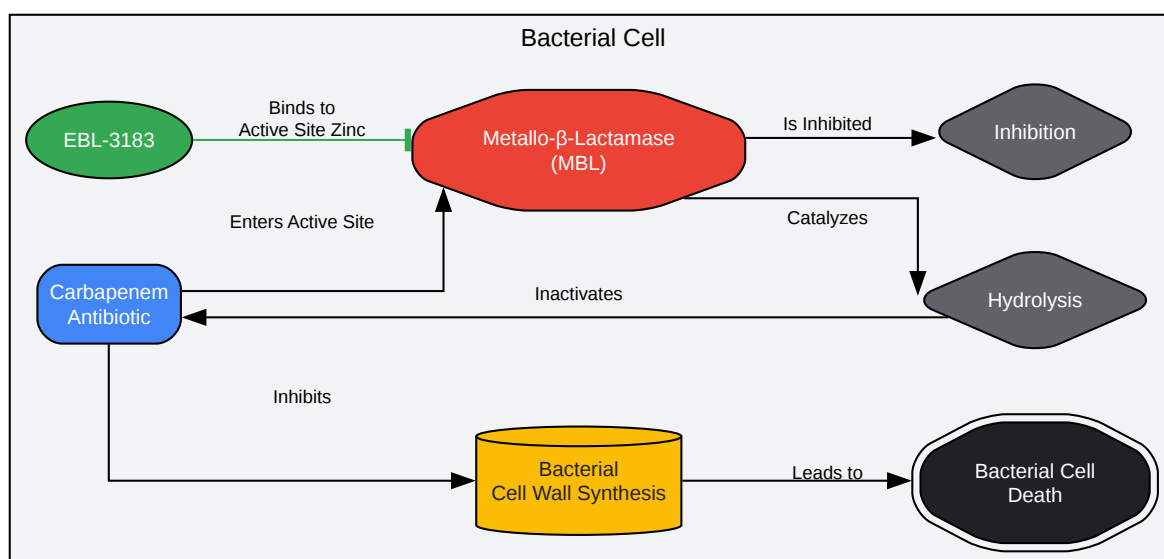 Bacterial Cell
Binds to
Active Site Zinc
EBL-3183
Metallo-β-Lactamase
(MBL)
Is Inhibited
Inhibition
Enters Active Site
Catalyzes
Carbapenem
Antibiotic
Inactivates
Hydrolysis
Inhibits
Bacterial
Cell Wall Synthesis
Leads to
Bacterial Cell
Death